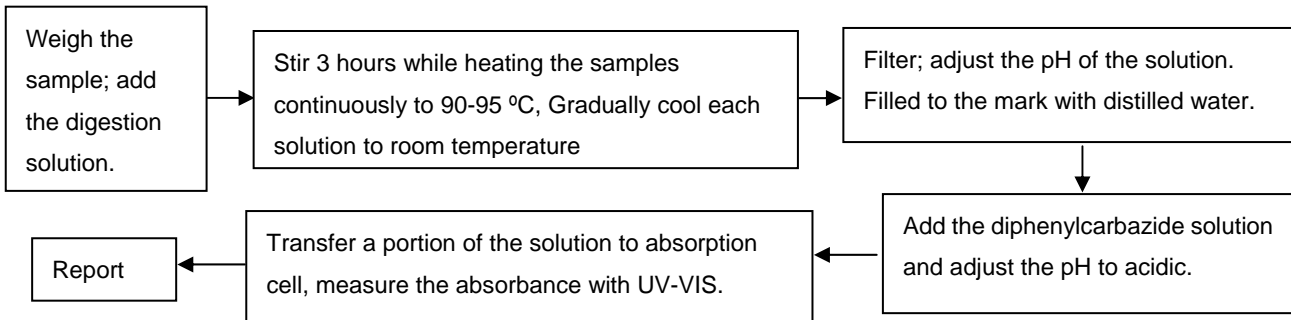 Weigh the
sample; add
the digestion
solution.
Stir 3 hours while heating the samples
continuously to 90-95 ºC, Gradually cool each
solution to room temperature
Filter; adjust the pH of the solution.
Filled to the mark with distilled water.
Add the diphenylcarbazide solution
and adjust the pH to acidic.
Transfer a portion of the solution to absorption
cell, measure the absorbance with UV-VIS.
Report